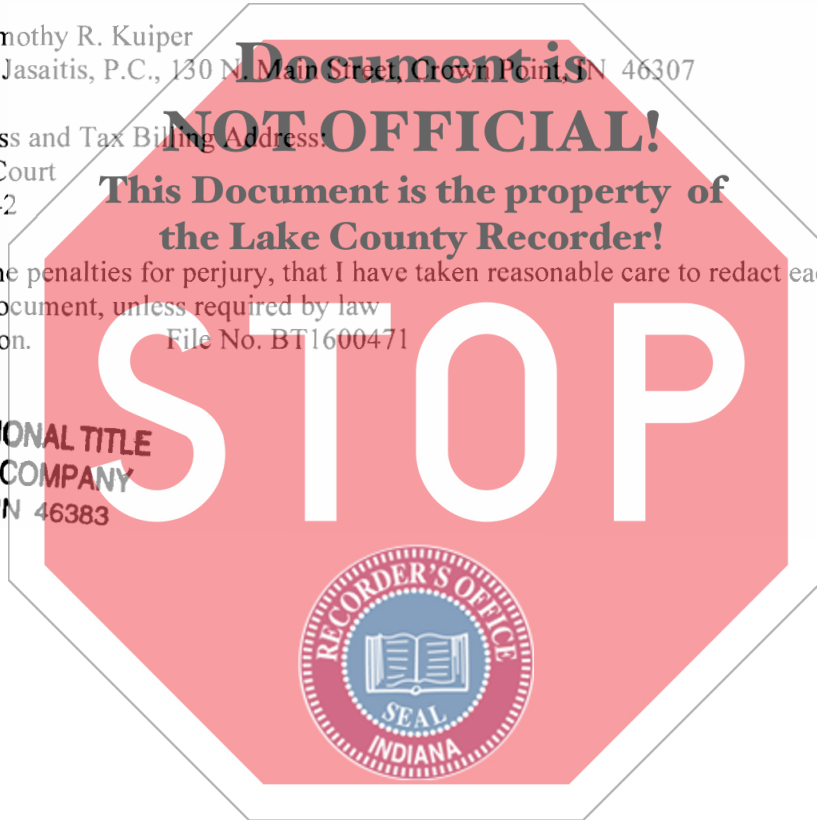 mothy R. Kuiper
Document is
Jasaitis, P.C., 130 N. Main Street, Crown Point, IN 46307
NOT OFFICIAL!
ss and Tax Billing Address:
Court
This Document is the property of
-2
the Lake County Recorder!
ne penalties for perjury, that I have taken reasonable care to redact eac
ocument, unless required by law
on. File No. BT1600471
STOP
IONAL TITLE
COMPANY
N 46383
RECORDER'S OFFICE
SEAL
INDIANA